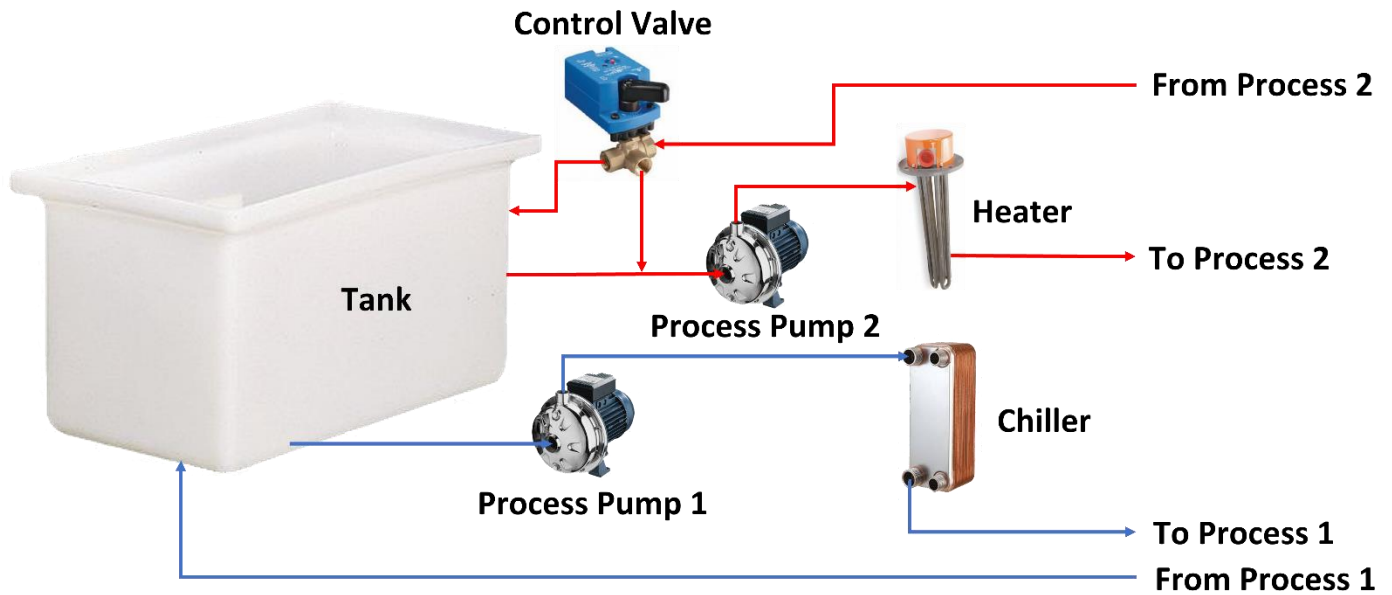 Control Valve
From Process 2
Heater
To Process 2
Tank
Process Pump 2
Chiller
Process Pump 1
To Process 1
From Process 1